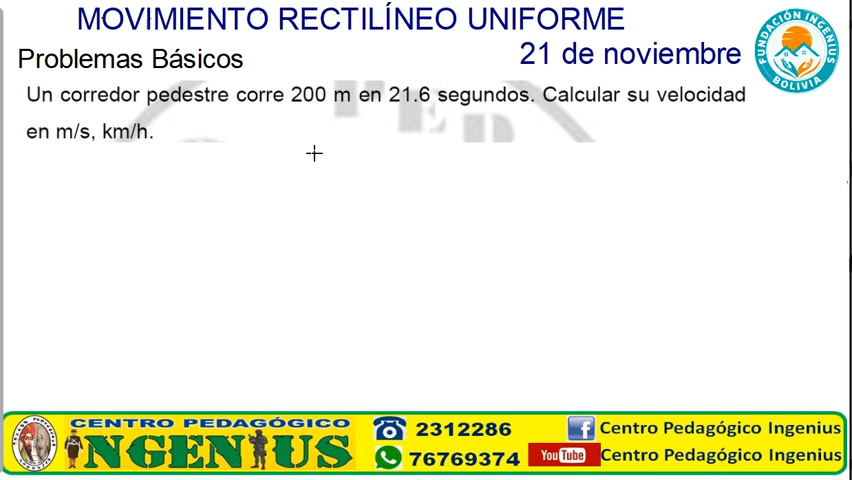 MOVIMIENTO RECTILÍNEO UNIFORME
21 de noviembre
Problemas Básicos
Un corredor pedestre corre 200 m en 21.6 segundos. Calcular su velocidad
en m/s, km/h.
FUNDACIÓN INGENIUS
BOLIVIA
CENTRO PEDAGÓGICO
INGENIUS
2312286
76769374
Centro Pedagógico Ingenius
YouTube
Centro Pedagógico Ingenius